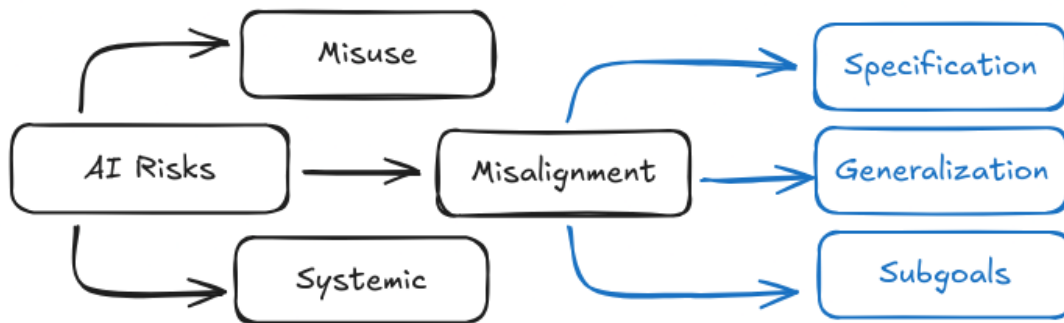 Misuse
AI Risks
Systemic
Misalignment
Specification
Generalization
Subgoals